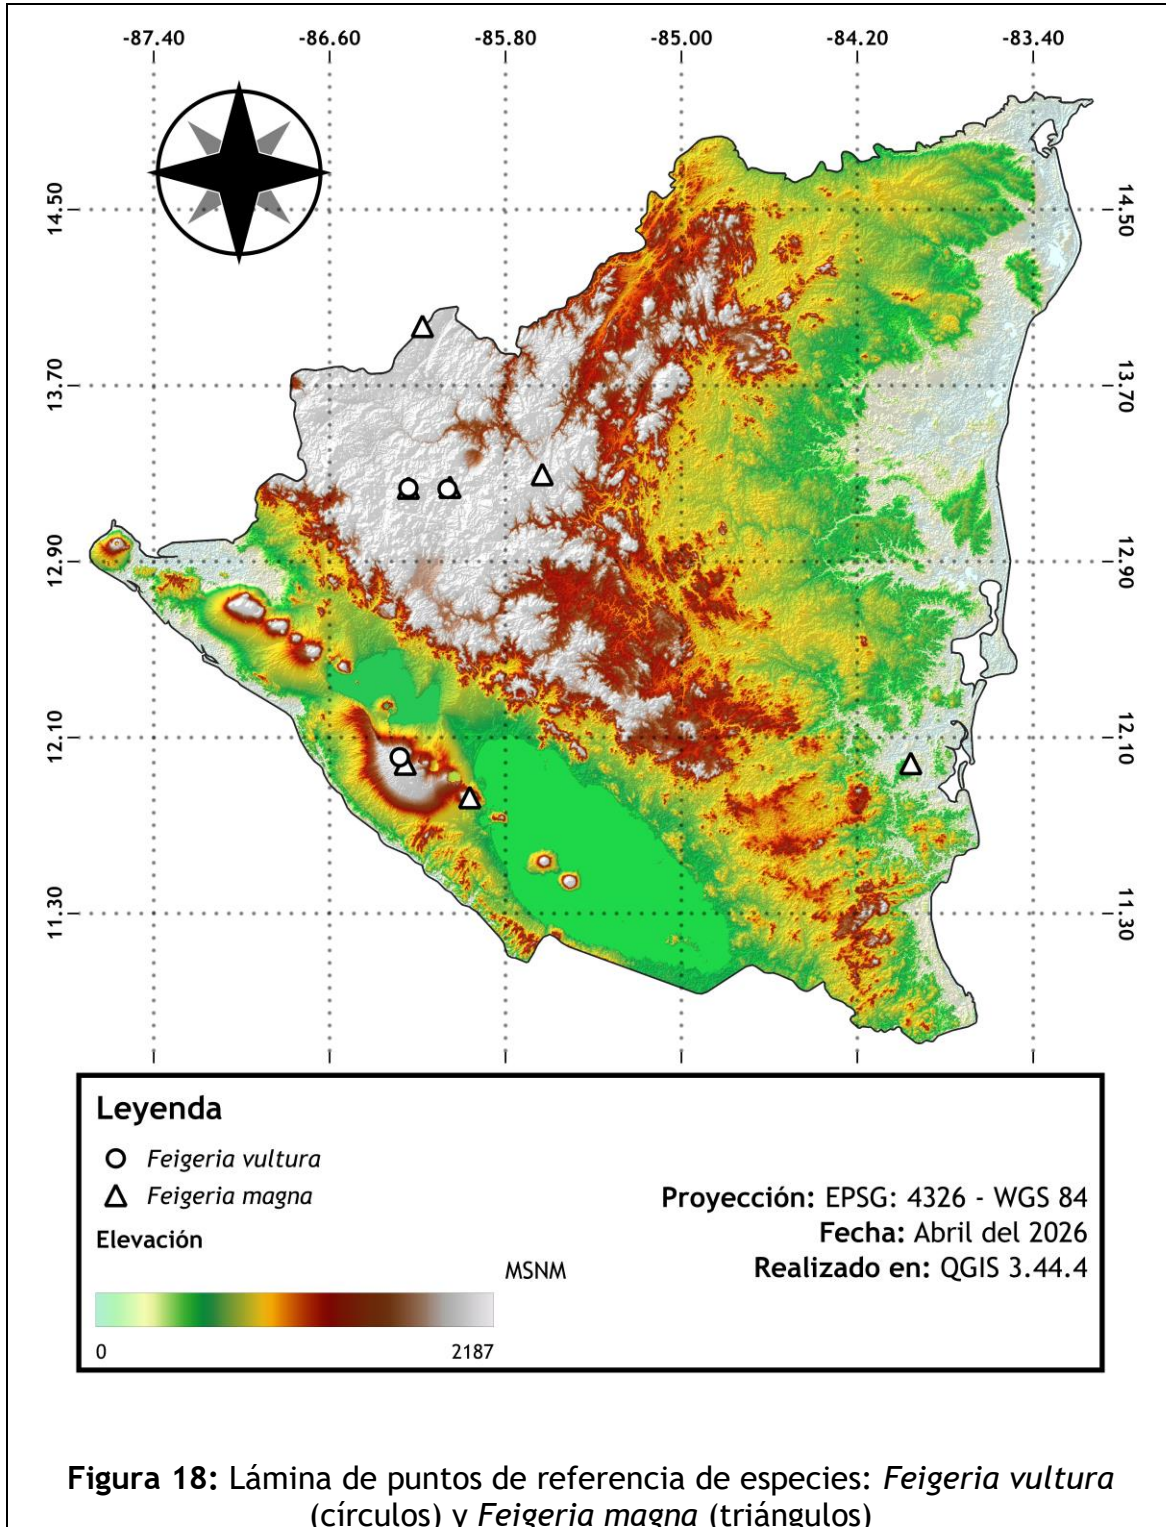 -87.40 -86.60 -85.80 -85.00 -84.20 -83.40
14.50 14.50
13.70 13.70
12.90 12.90
12.10 12.10
11.30 11.30
Leyenda
Feigeria vultura
Feigeria magna
Elevación
MSNM
0 2187
Proyección: EPSG: 4326 - WGS 84
Fecha: Abril del 2026
Realizado en: QGIS 3.44.4
Figura 18: Lámina de puntos de referencia de especies: Feigeria vultura
(círculos) y Feigeria magna (triángulos)